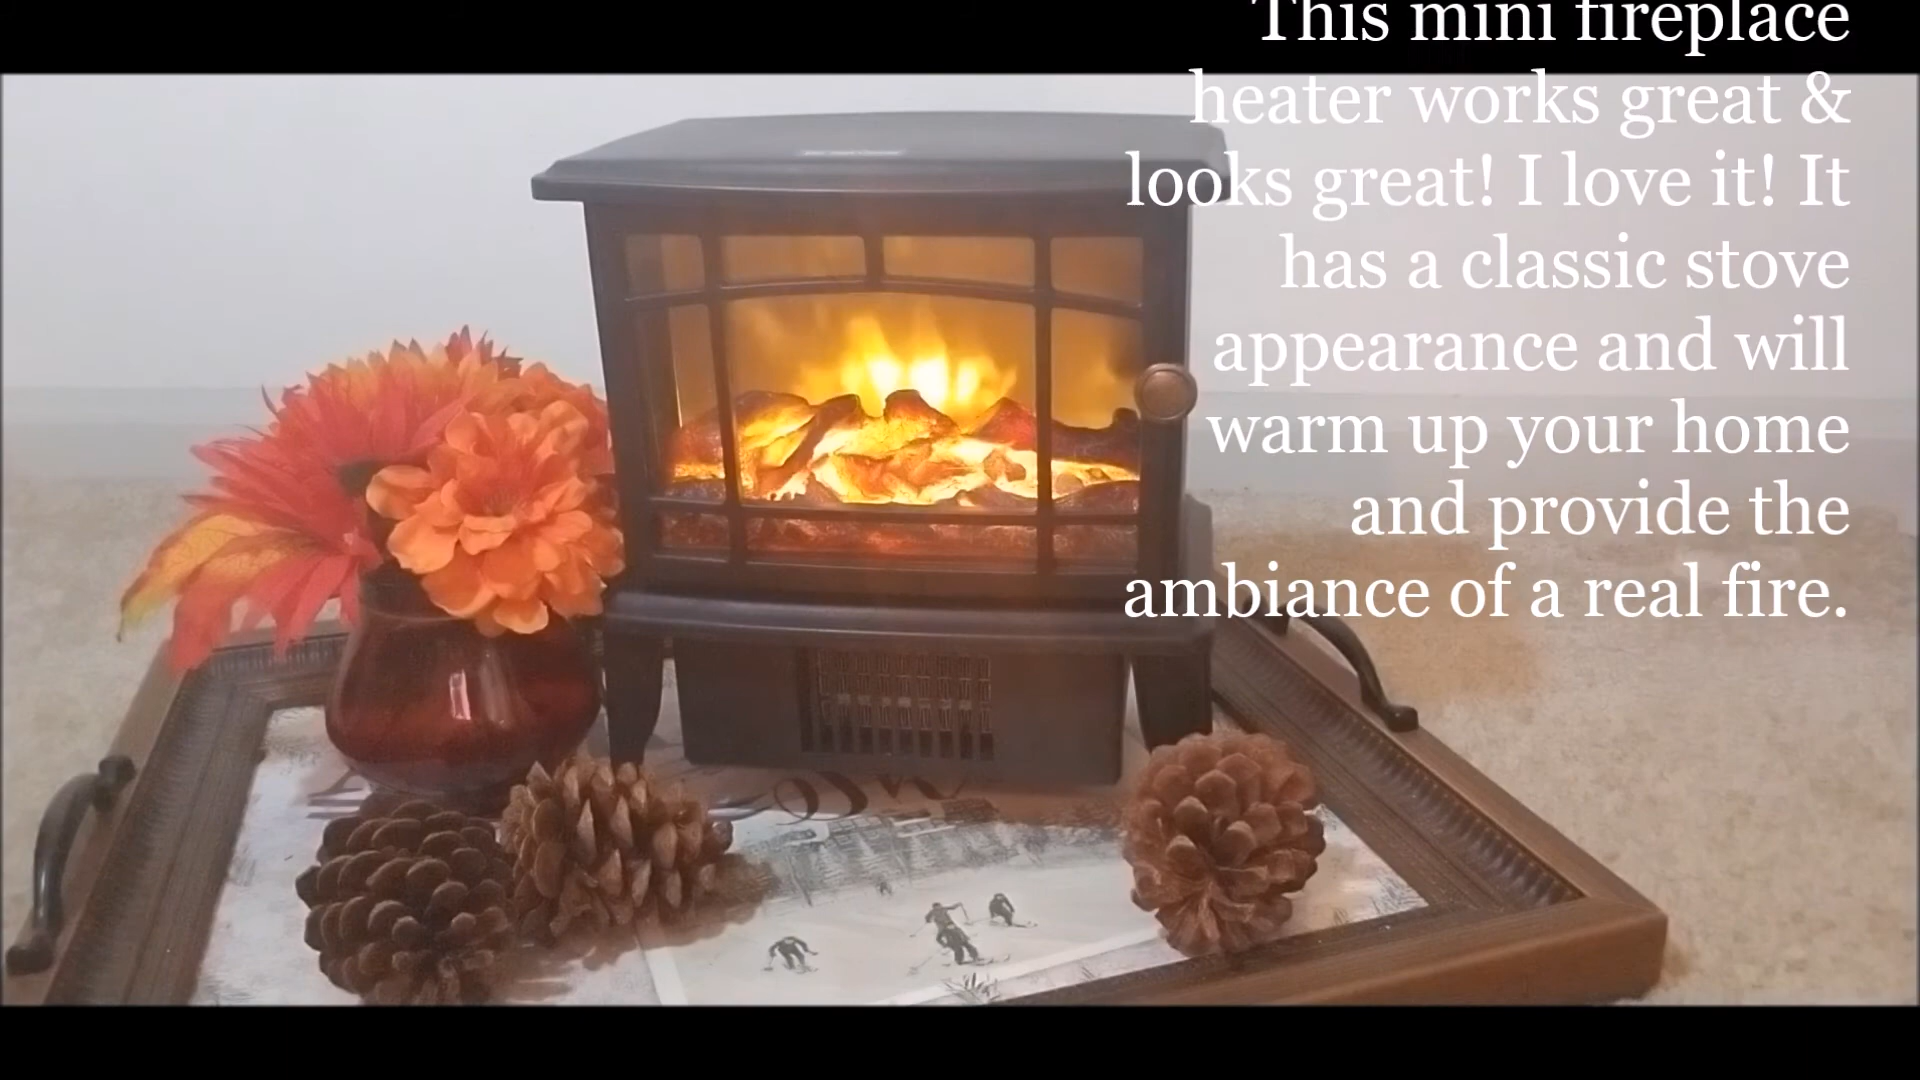 This mini fireplace
heater works great &
looks great! I love it! It
has a classic stove
appearance and will
warm up your home
and provide the
ambiance of a real fire.